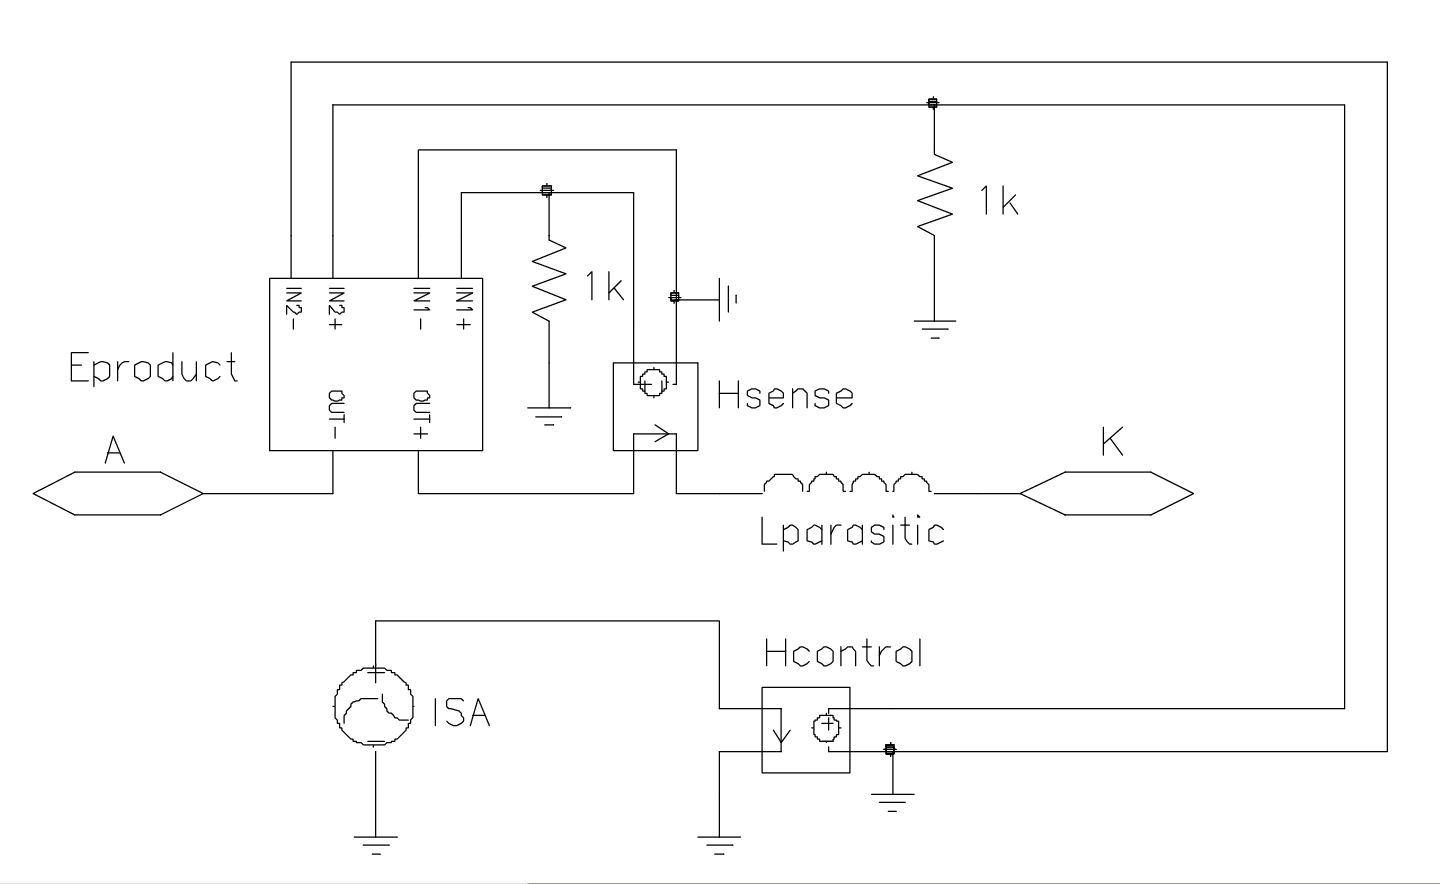 1k
IN2-
IN2+
IN1-
IN1+
1k
Eproduct
OUT-
OUT+
Hsense
A
K
Lparasitic
Hcontrol
ISA